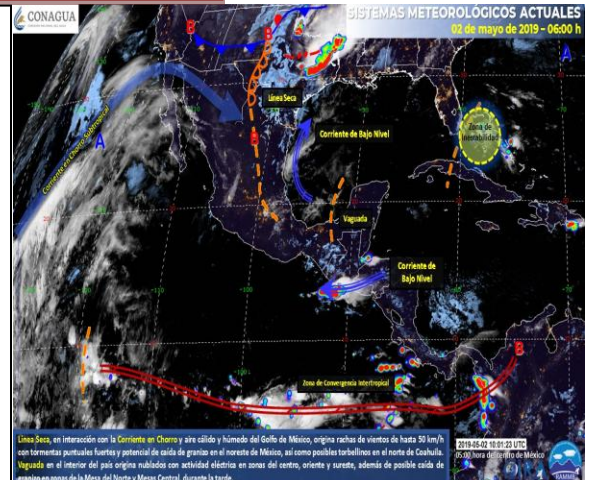 CONAGUA
SISTEMAS METEOROLÓGICOS ACTUALES
02 de mayo de 2019 – 06:00 h
B
B
A
Línea Seca
Corriente en Chorro Subtropical
A
Corriente de Bajo Nivel
Zona de
Inestabilidad
B
Vaguada
Corriente de
Bajo Nivel
B
Zona de Convergencia Intertropical
Línea Seca, en interacción con la Corriente en Chorro y aire cálido y húmedo del Golfo de México, origina rachas de vientos de hasta 50 km/h
con tormentas puntuales fuertes y potencial de caída de granizo en el noreste de México, así como posibles torbellinos en el norte de Coahuila.
Vaguada en el interior del país origina nublados con actividad eléctrica en zonas del centro, oriente y sureste, además de posible caída de
granizo en zonas de la Mesa del Norte y Mesas Central, durante la tarde.
2019-05-02 10:01:23 UTC
05:00 hora del centro de México
RAMMB